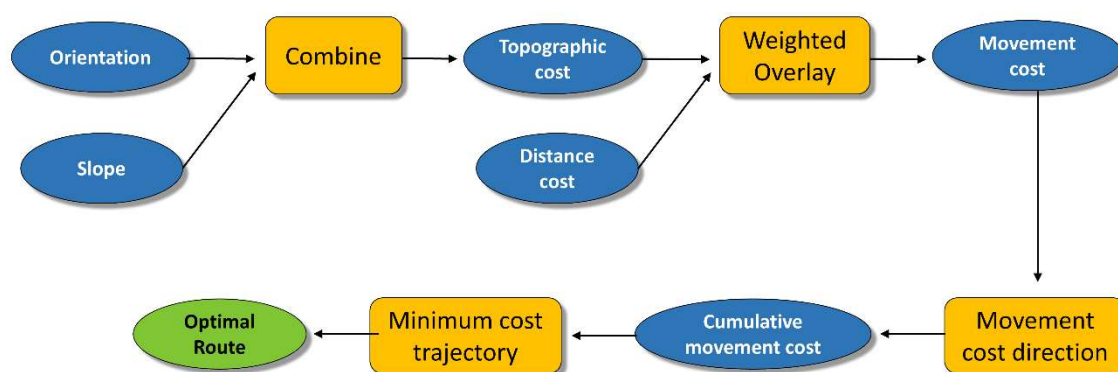 Orientation
Combine
Topographic
cost
Weighted
Overlay
Movement
cost
Slope
Distance
cost
Optimal
Route
Minimum cost
trajectory
Cumulative
movement cost
Movement
cost direction